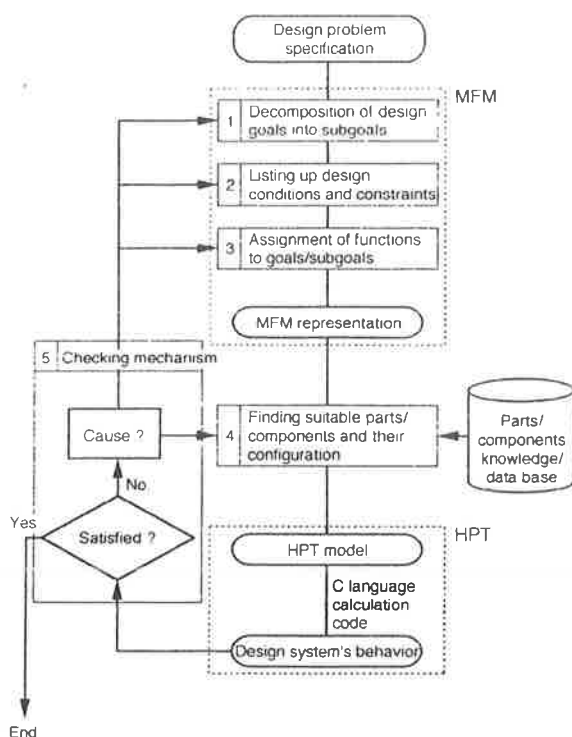 Design problem
specification
MFM
1 Decomposition of design
goals into subgoals
2 Listing up design
conditions and constraints
3 Assignment of functions
to goals/subgoals
MFM representation
5 Checking mechanism
Cause ?
4 Finding suitable parts/
components and their
configuration
Parts/
components
knowledge/
data base
No
Yes
Satisfied ?
HPT
HPT model
C language
calculation
code
Design system's behavior
End